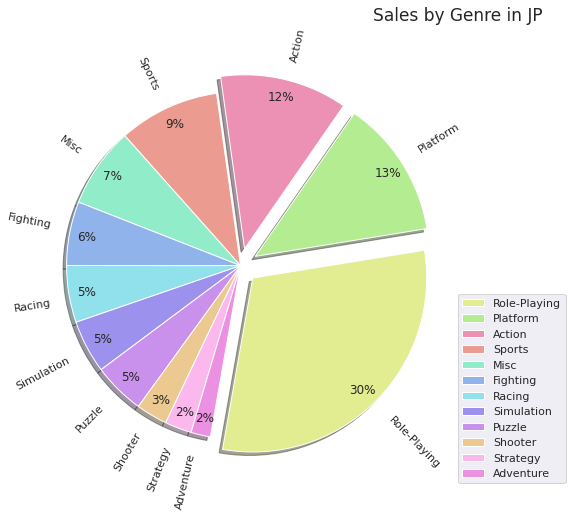 Sales by Genre in JP
Action
12%
Sports
9%
Platform
13%
Misc
7%
Fighting
6%
Racing
5%
Simulation
5%
Puzzle
5%
Shooter
3%
Strategy
2%
Adventure
2%
Role-Playing
30%
Role-Playing
Platform
Action
Sports
Misc
Fighting
Racing
Simulation
Puzzle
Shooter
Strategy
Adventure